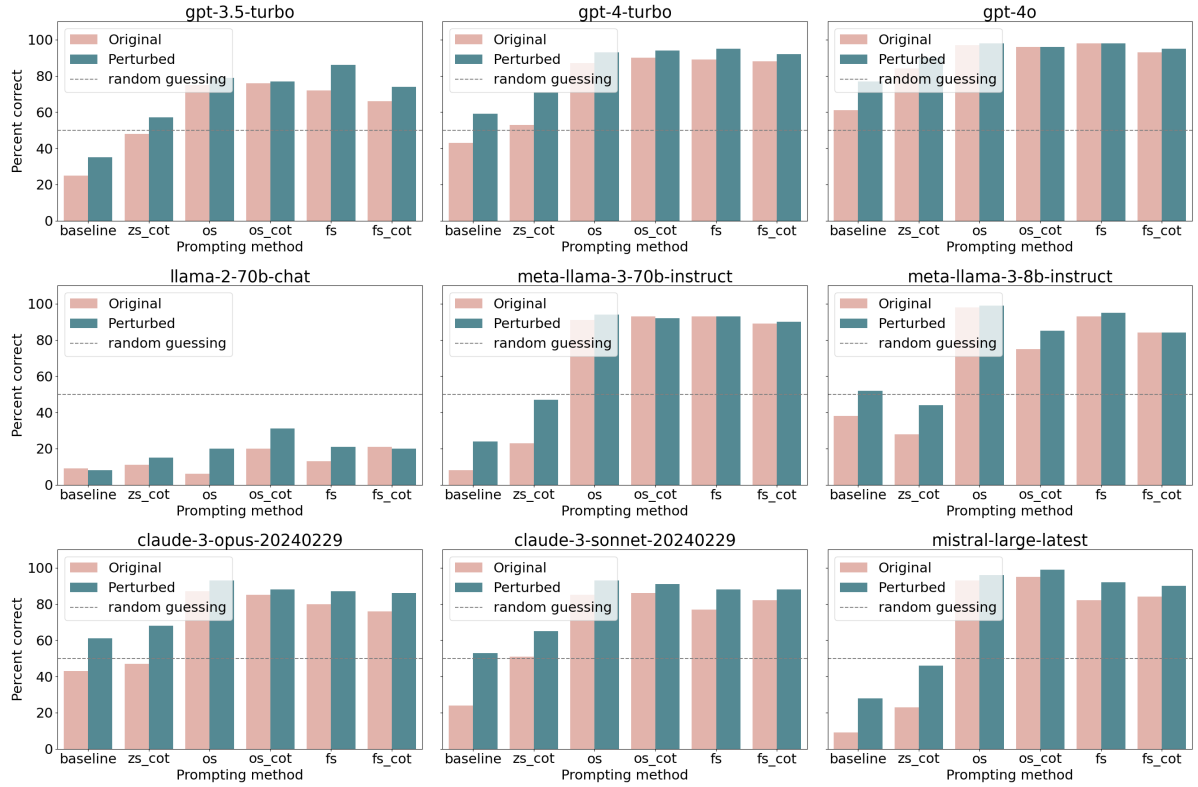 gpt-3.5-turbo
Percent correct
100
80
60
40
20
0
Original
Perturbed
random guessing
baseline zs_cot os os_cot fs fs_cot
Prompting method
gpt-4-turbo
Original
Perturbed
random guessing
baseline zs_cot os os_cot fs fs_cot
Prompting method
gpt-4o
Original
Perturbed
random guessing
baseline zs_cot os os_cot fs fs_cot
Prompting method
llama-2-70b-chat
Percent correct
100
80
60
40
20
0
Original
Perturbed
random guessing
baseline zs_cot os os_cot fs fs_cot
Prompting method
meta-llama-3-70b-instruct
Original
Perturbed
random guessing
baseline zs_cot os os_cot fs fs_cot
Prompting method
meta-llama-3-8b-instruct
Original
Perturbed
random guessing
baseline zs_cot os os_cot fs fs_cot
Prompting method
claude-3-opus-20240229
Percent correct
100
80
60
40
20
0
Original
Perturbed
random guessing
baseline zs_cot os os_cot fs fs_cot
Prompting method
claude-3-sonnet-20240229
Original
Perturbed
random guessing
baseline zs_cot os os_cot fs fs_cot
Prompting method
mistral-large-latest
Original
Perturbed
random guessing
baseline zs_cot os os_cot fs fs_cot
Prompting method